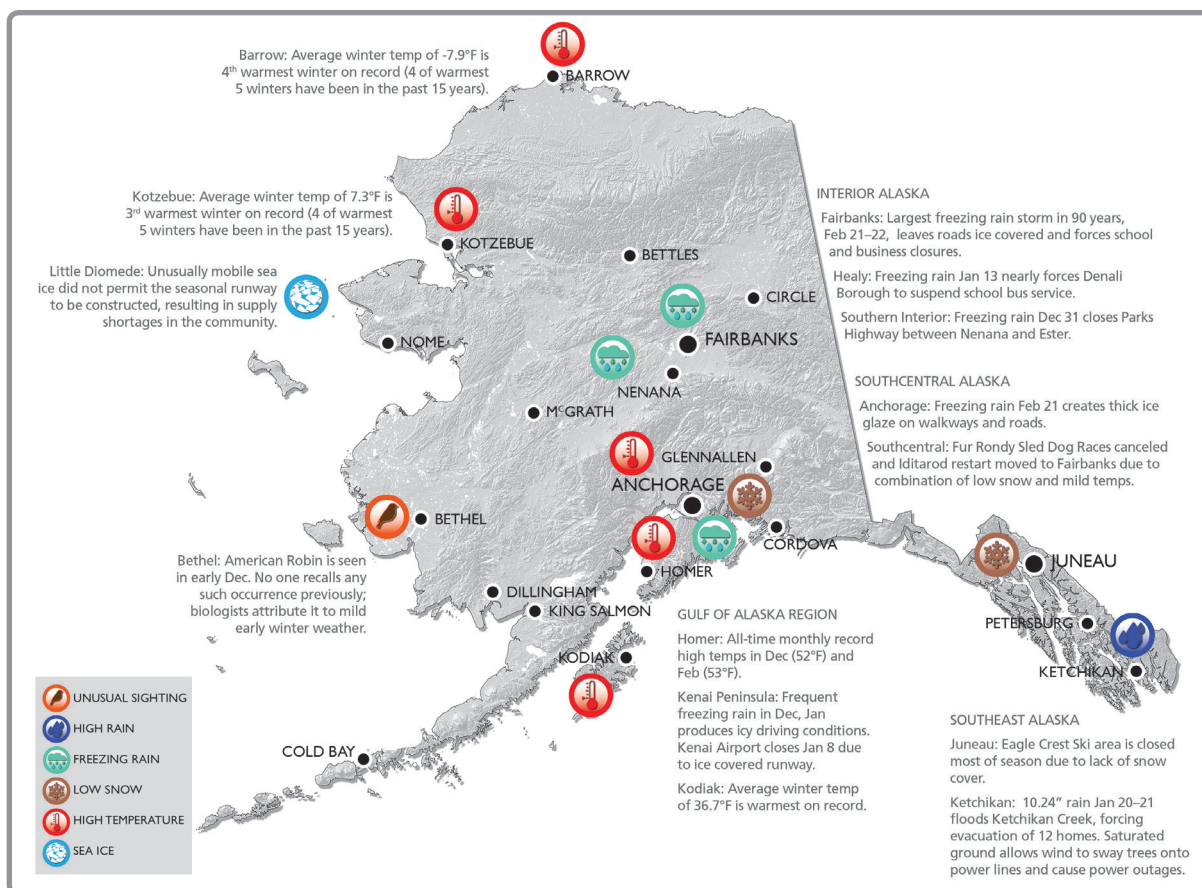 Barrow: Average winter temp of -7.9°F is
4th warmest winter on record (4 of warmest
5 winters have been in the past 15 years).
BARROW
Kotzebue: Average winter temp of 7.3°F is
3rd warmest winter on record (4 of warmest
5 winters have been in the past 15 years).
KOTZEBUE
Little Diomede: Unusually mobile sea
ice did not permit the seasonal runway
to be constructed, resulting in supply
shortages in the community.
BETTLES
CIRCLE
NOME
FAIRBANKS
NENANA
McGRATH
GLENNALLEN
ANCHORAGE
BETHEL
CORDOVA
HOMER
Bethel: American Robin is seen
in early Dec. No one recalls any
such occurrence previously;
biologists attribute it to mild
early winter weather.
DILLINGHAM
KING SALMON
KODIAK
COLD BAY
JUNEAU
PETERSBURG
KETCHIKAN
INTERIOR ALASKA
Fairbanks: Largest freezing rain storm in 90 years,
Feb 21–22, leaves roads ice covered and forces school
and business closures.
Healy: Freezing rain Jan 13 nearly forces Denali
Borough to suspend school bus service.
Southern Interior: Freezing rain Dec 31 closes Parks
Highway between Nenana and Ester.
SOUTHCENTRAL ALASKA
Anchorage: Freezing rain Feb 21 creates thick ice
glaze on walkways and roads.
Southcentral: Fur Rondy Sled Dog Races canceled
and Iditarod restart moved to Fairbanks due to
combination of low snow and mild temps.
GULF OF ALASKA REGION
Homer: All-time monthly record
high temps in Dec (52°F) and
Feb (53°F).
Kenai Peninsula: Frequent
freezing rain in Dec, Jan
produces icy driving conditions.
Kenai Airport closes Jan 8 due
to ice covered runway.
Kodiak: Average winter temp
of 36.7°F is warmest on record.
SOUTHEAST ALASKA
Juneau: Eagle Crest Ski area is closed
most of season due to lack of snow
cover.
Ketchikan: 10.24” rain Jan 20–21
floods Ketchikan Creek, forcing
evacuation of 12 homes. Saturated
ground allows wind to sway trees onto
power lines and cause power outages.
UNUSUAL SIGHTING
HIGH RAIN
FREEZING RAIN
LOW SNOW
HIGH TEMPERATURE
SEA ICE